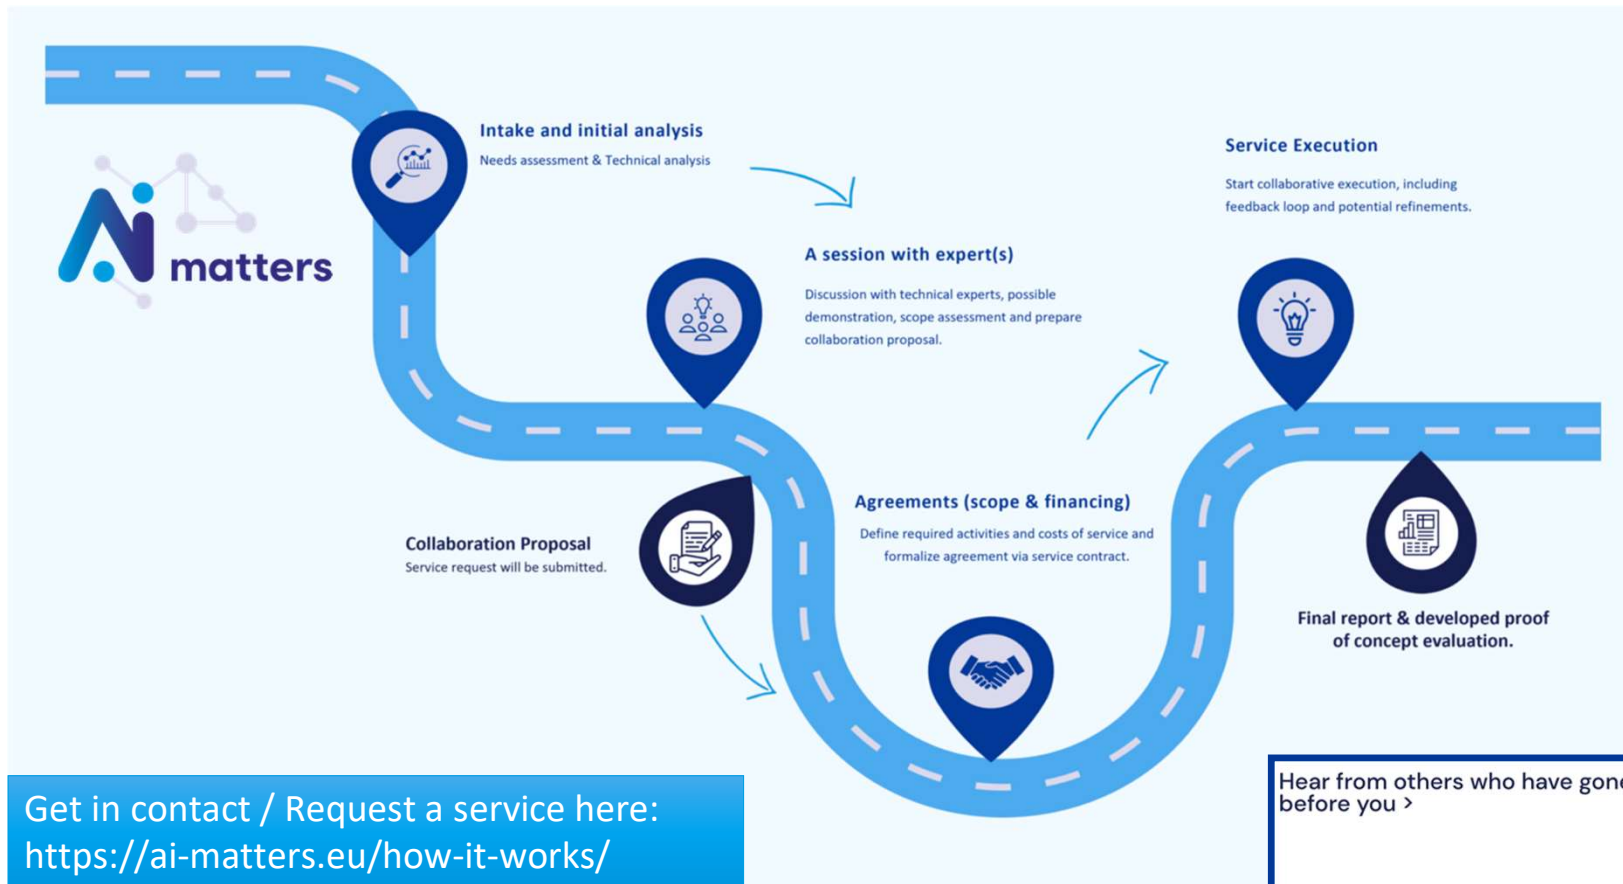 Ai matters
Intake and initial analysis
Needs assessment & Technical analysis
A session with expert(s)
Discussion with technical experts, possible
demonstration, scope assessment and prepare
collaboration proposal.
Collaboration Proposal
Service request will be submitted.
Agreements (scope & financing)
Define required activities and costs of service and
formalize agreement via service contract.
Service Execution
Start collaborative execution, including
feedback loop and potential refinements.
Final report & developed proof
of concept evaluation.
Get in contact / Request a service here:
https://ai-matters.eu/how-it-works/
Hear from others who have gone
before you >